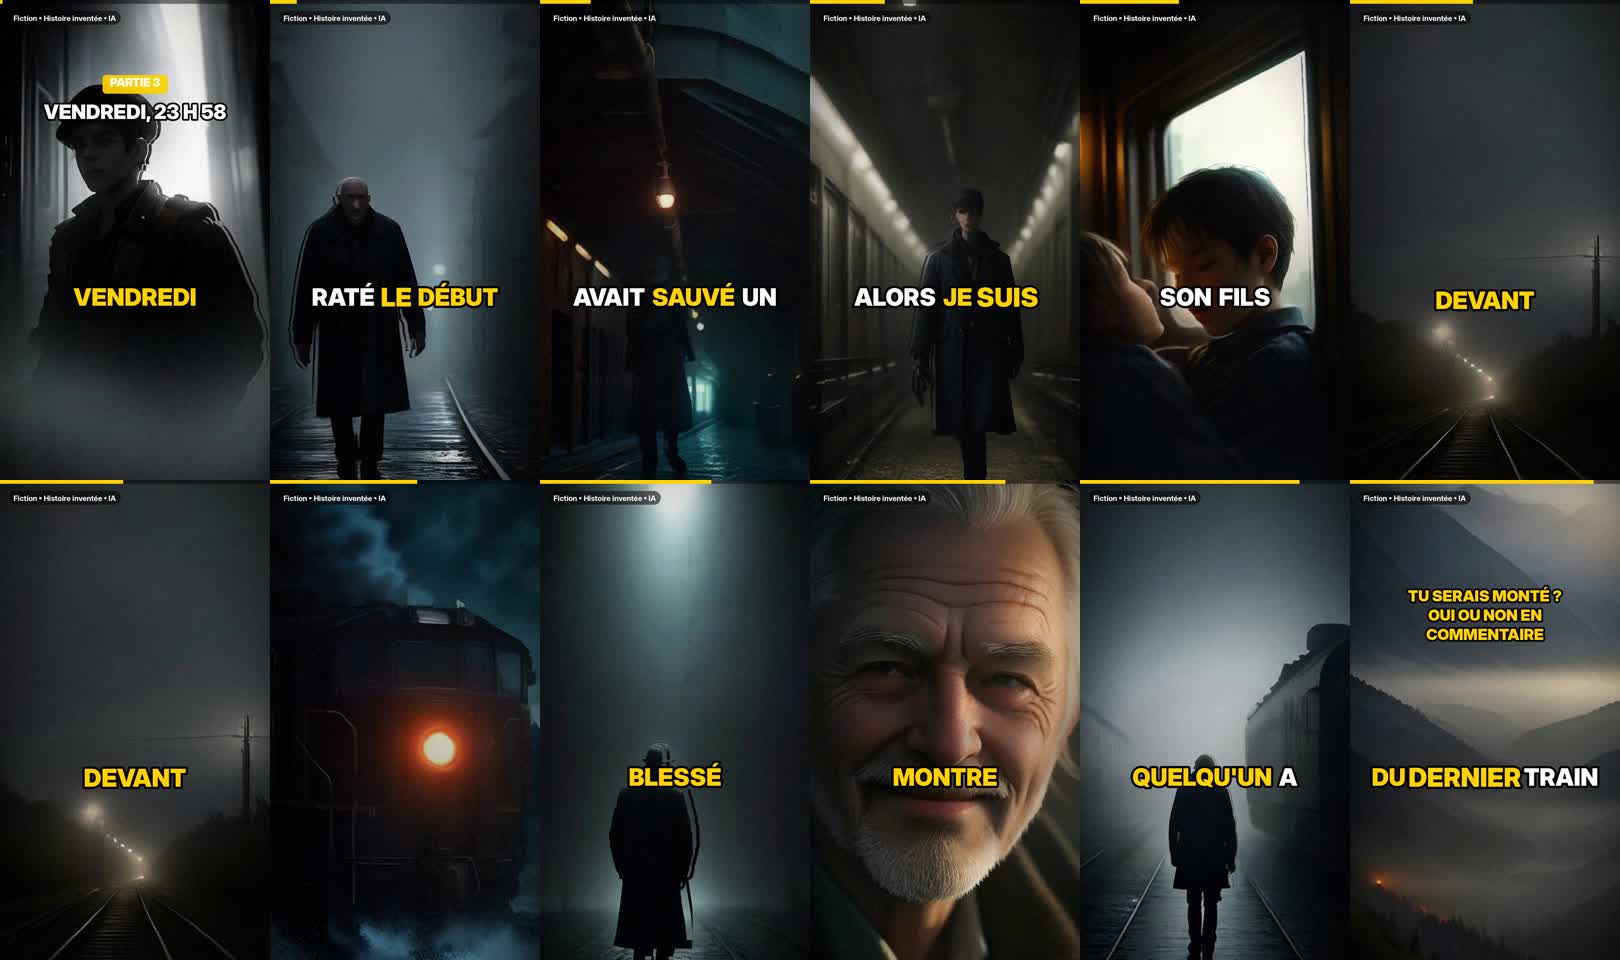 Fiction • Histoire inventée • IA
PARTIE 3
VENDREDI, 23 H 58
VENDREDI
Fiction • Histoire inventée • IA
RATÉ LE DÉBUT
Fiction • Histoire inventée • IA
AVAIT SAUVÉ UN
Fiction • Histoire inventée • IA
ALORS JE SUIS
Fiction • Histoire inventée • IA
SON FILS
Fiction • Histoire inventée • IA
DEVANT
Fiction • Histoire inventée • IA
DEVANT
Fiction • Histoire inventée • IA
Fiction • Histoire inventée • IA
BLESSÉ
Fiction • Histoire inventée • IA
MONTRE
Fiction • Histoire inventée • IA
QUELQU'UN A
Fiction • Histoire inventée • IA
TU SERAIS MONTÉ ?
OUI OU NON EN
COMMENTAIRE
DU DERNIER TRAIN